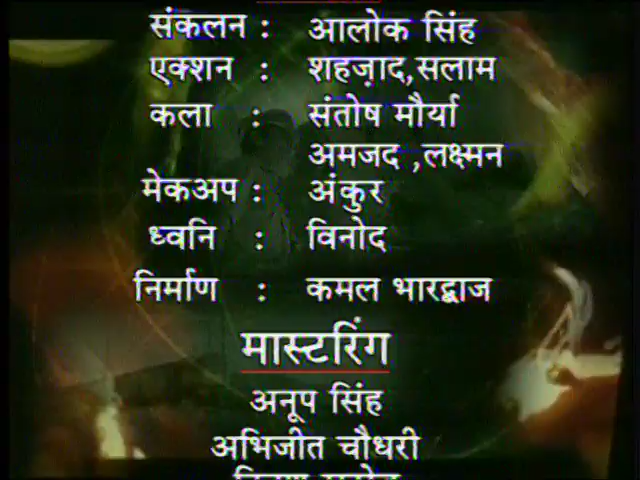 संकलन : आलोक सिंह
एक्शन : शहज़ाद,सलाम
कला : संतोष मौर्या
अमजद ,लक्ष्मन
मेकअप : अंकुर
ध्वनि : विनोद
निर्माण : कमल भारद्वाज
मास्टरिंग
अनूप सिंह
अभिजीत चौधरी